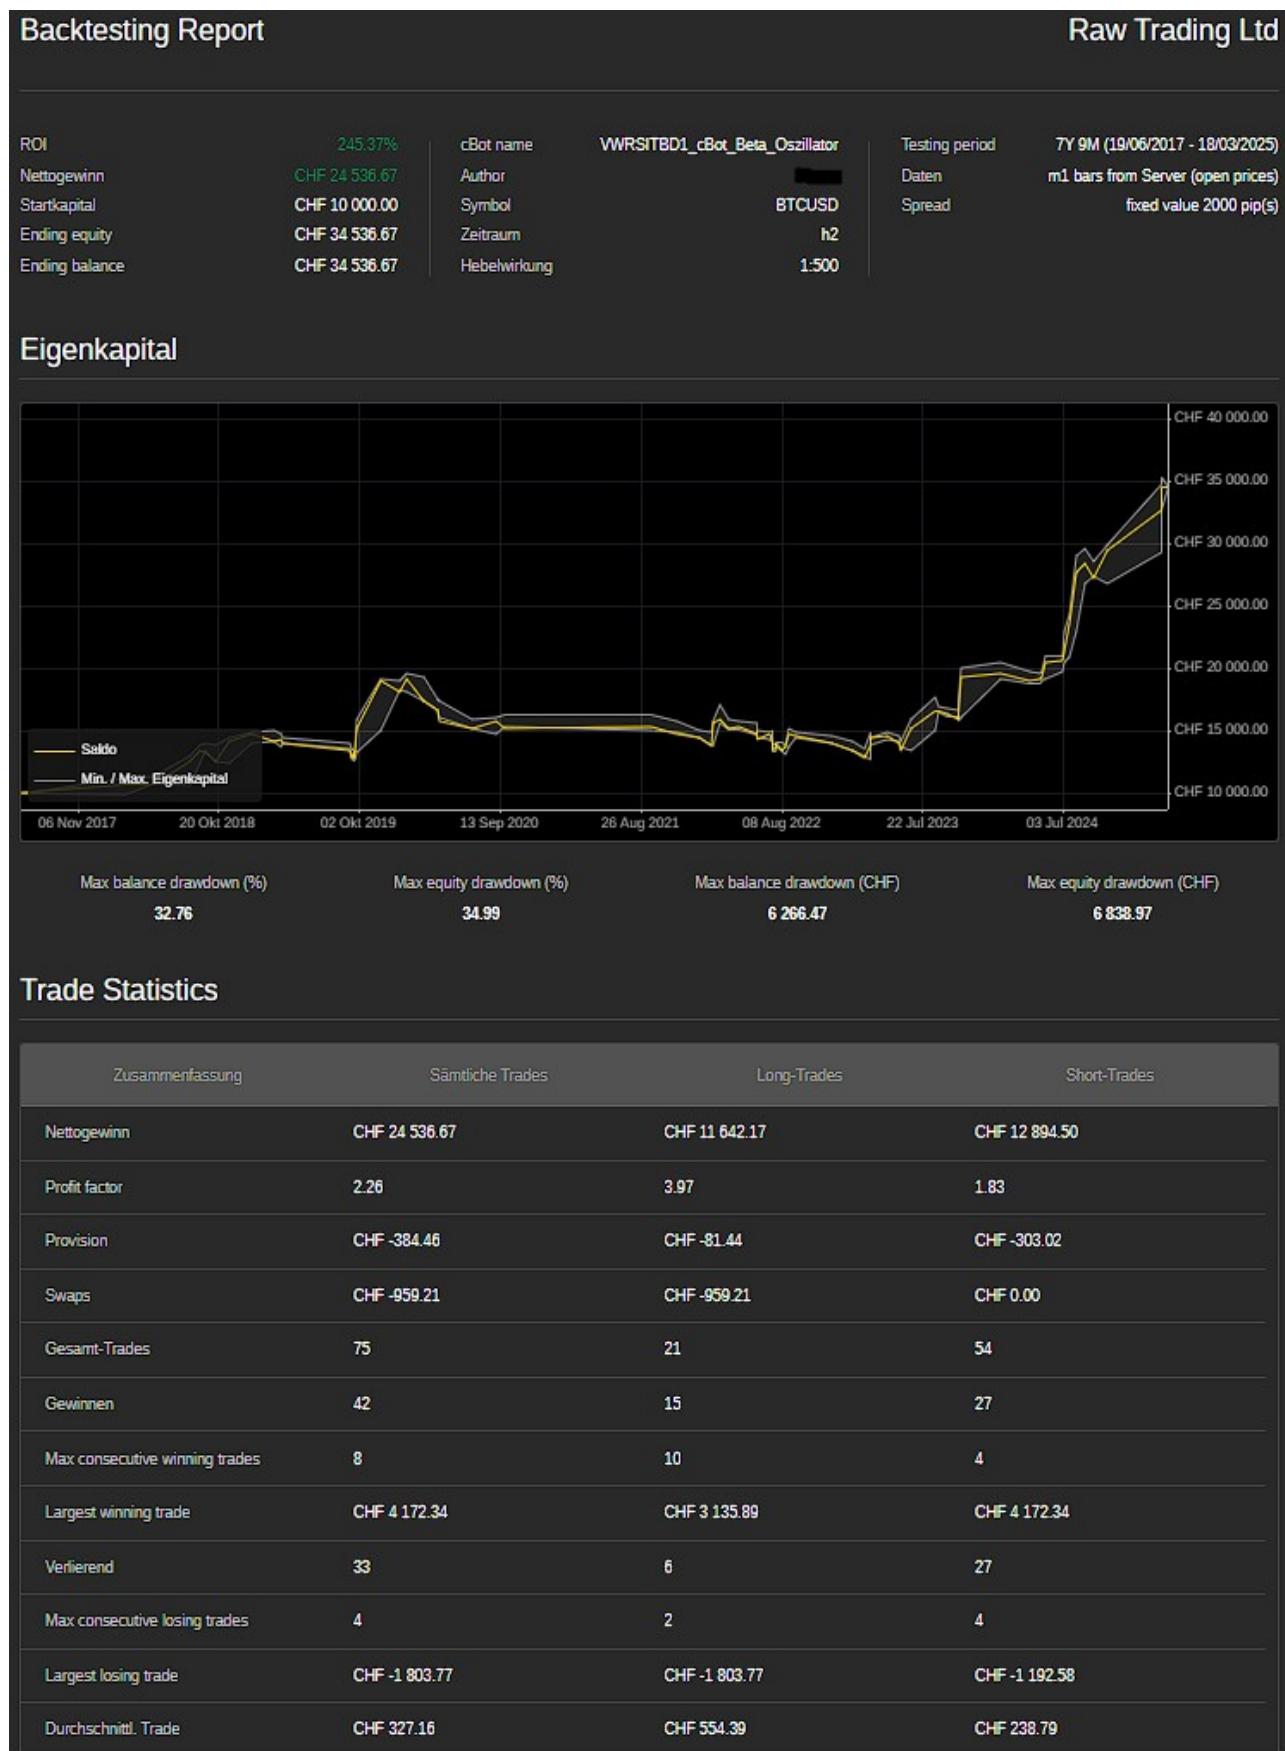 Backtesting Report Raw Trading Ltd
ROI 245.37% cBot name VWRSITBD1_cBot_Beta_Oszillator Testing period 7Y 9M (19/06/2017 - 18/03/2025)
Nettogewinn CHF 24 536.67 Author Daten m1 bars from Server (open prices)
Startkapital CHF 10 000.00 Symbol BTCUSD Spread fixed value 2000 pip(s)
Ending equity CHF 34 536.67 Zeitraum h2
Ending balance CHF 34 536.67 Hebelwirkung 1:500
Eigenkapital
CHF 40 000.00
CHF 35 000.00
CHF 30 000.00
CHF 25 000.00
CHF 20 000.00
CHF 15 000.00
Saldo
Min. / Max. Eigenkapital
CHF 10 000.00
06 Nov 2017 20 Okt 2018 02 Okt 2019 13 Sep 2020 26 Aug 2021 08 Aug 2022 22 Jul 2023 03 Jul 2024
Max balance drawdown (%) Max equity drawdown (%) Max balance drawdown (CHF) Max equity drawdown (CHF)
32.76 34.99 6 266.47 6 838.97
Trade Statistics
Zusammenfassung Sämtliche Trades Long-Trades Short-Trades
Nettogewinn CHF 24 536.67 CHF 11 642.17 CHF 12 894.50
Profit factor 2.26 3.97 1.83
Provision CHF -384.46 CHF -81.44 CHF -303.02
Swaps CHF -959.21 CHF -959.21 CHF 0.00
Gesamt-Trades 75 21 54
Gewinnen 42 15 27
Max consecutive winning trades 8 10 4
Largest winning trade CHF 4 172.34 CHF 3 135.89 CHF 4 172.34
Verlierend 33 6 27
Max consecutive losing trades 4 2 4
Largest losing trade CHF -1 803.77 CHF -1 803.77 CHF -1 192.58
Durchschnittl. Trade CHF 327.16 CHF 554.39 CHF 238.79